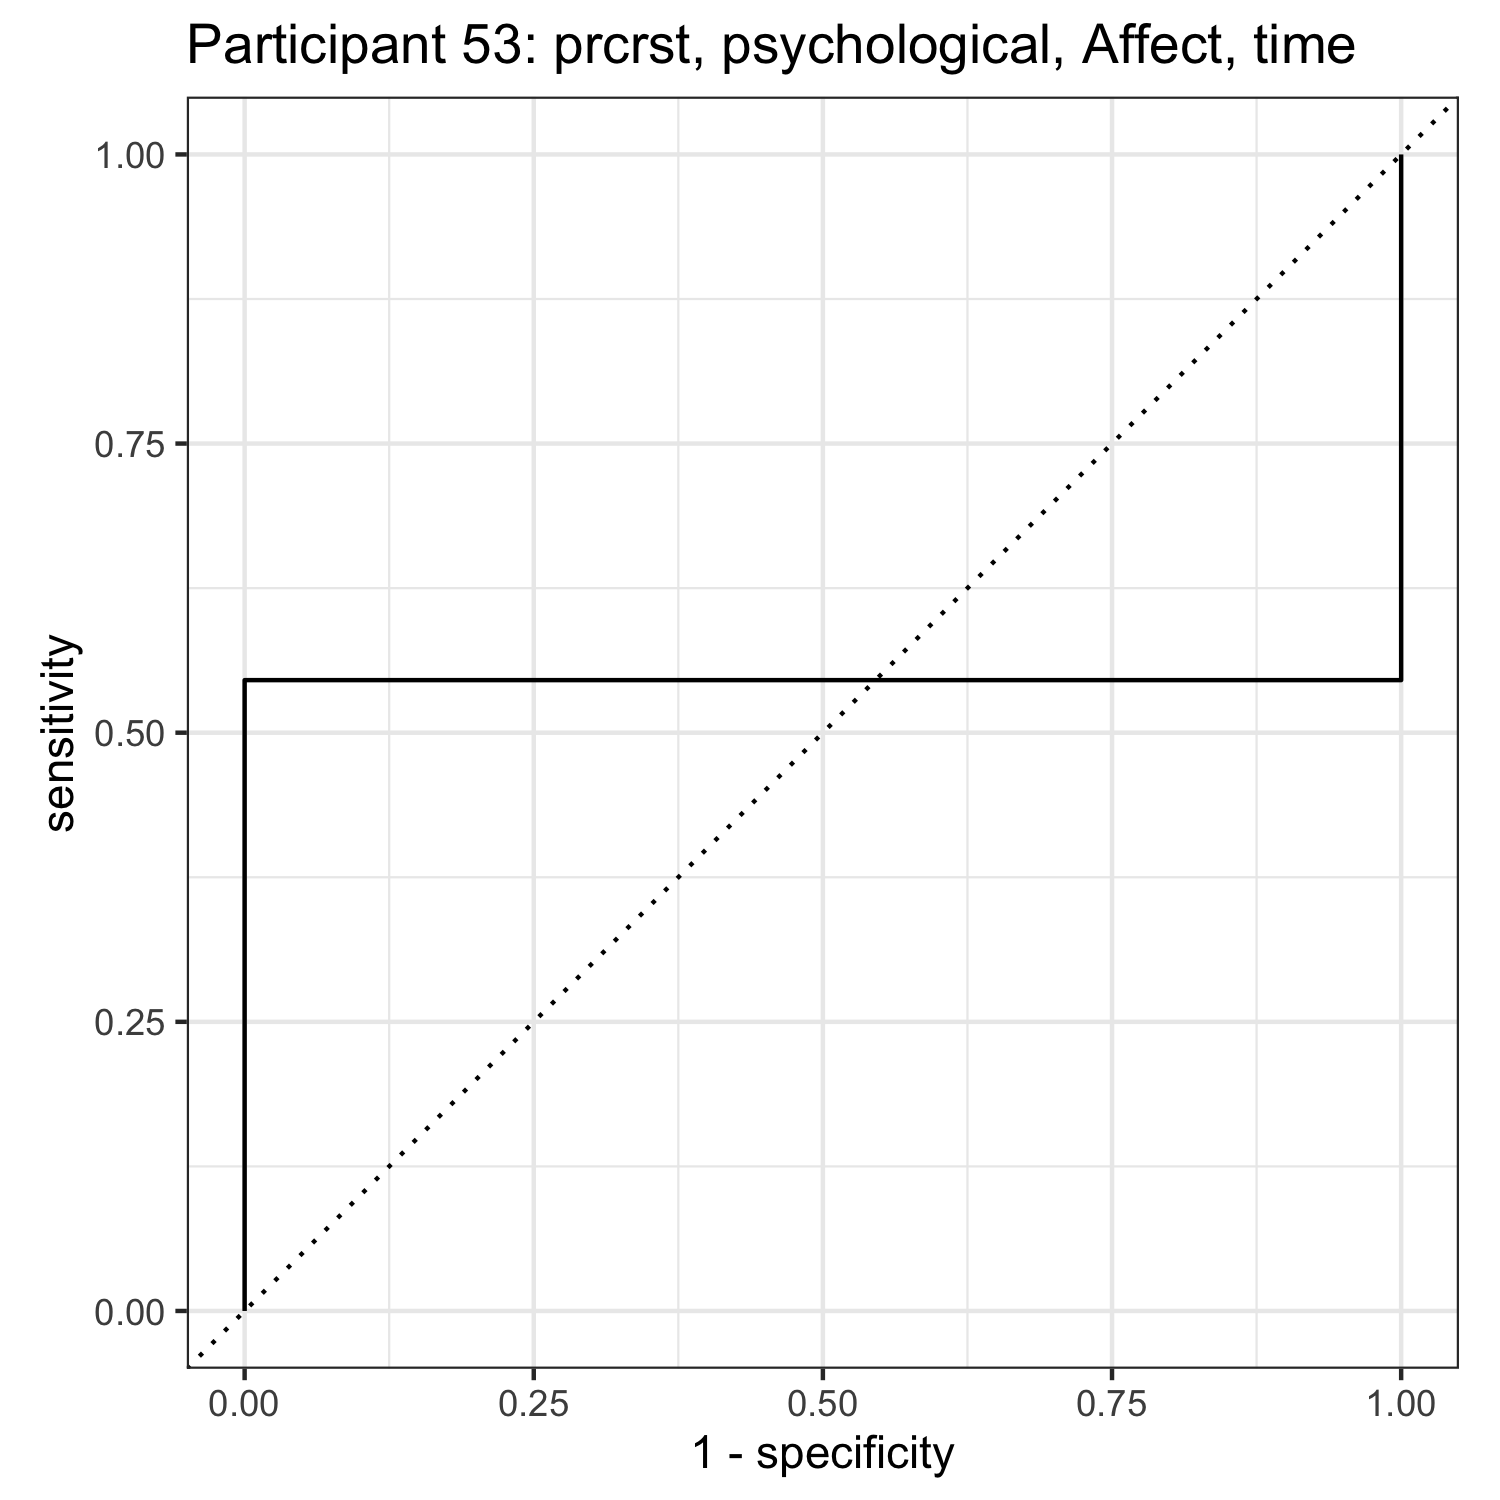 Participant 53: prcrst, psychological, Affect, time
1.00
0.75
0.50
0.25
0.00
sensitivity
0.00 0.25 0.50 0.75 1.00
1 - specificity